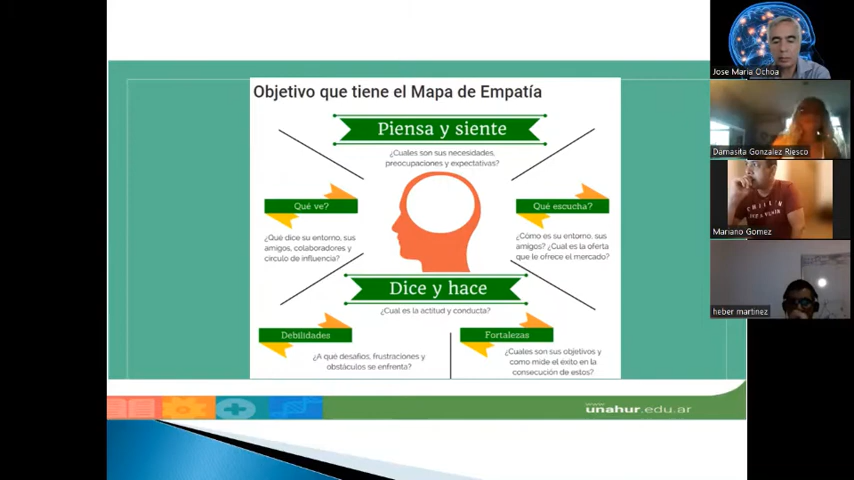 Objetivo que tiene el Mapa de Empatía
Piensa y siente
¿Cuales son sus necesidades,
preocupaciones y expectativas?
Qué ve?
¿Qué dice su entorno, sus
amigos, colaboradores y
circulo de influencia?
Qué escucha?
¿Cómo es su entorno, sus
amigos? ¿Cual es la oferta
que le ofrece el mercado?
Dice y hace
¿Cual es la actitud y conducta?
Debilidades
¿A qué desafios, frustraciones y
obstáculos se enfrenta?
Fortalezas
¿Cuales son sus objetivos y
como mide el éxito en la
consecución de estos?
unahur.edu.ar
Jose Maria Ochoa
Damasita Gonzalez Riesco
CHILLEN
Mariano Gomez
heber martinez